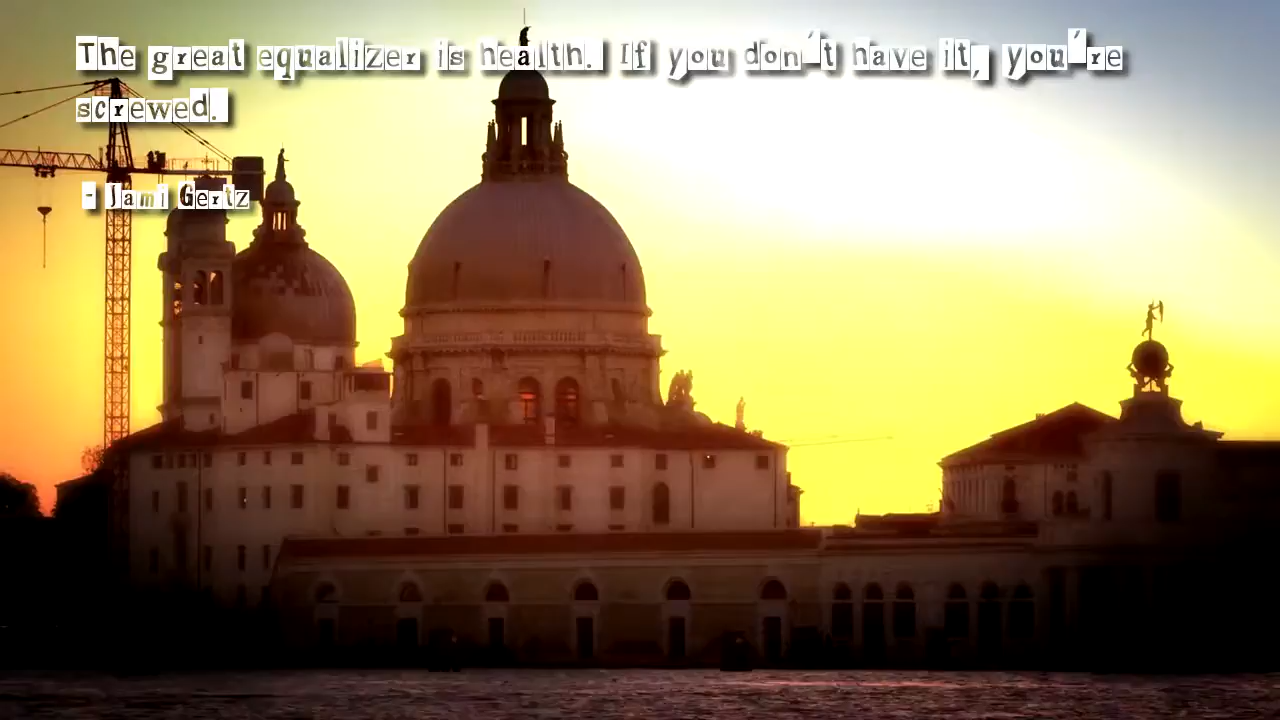 The great equalizer is health. If you don't have it, you're
screwed.
- Jami Gertz